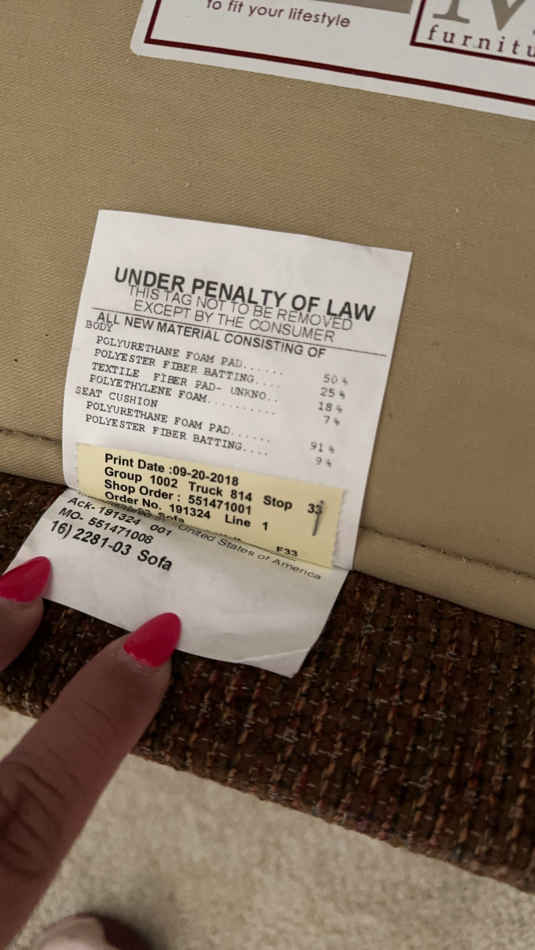 to fit your lifestyle
furnitu
UNDER PENALTY OF LAW
THIS TAG NOT TO BE REMOVED
EXCEPT BY THE CONSUMER
ALL NEW MATERIAL CONSISTING OF
BODY
POLYURETHANE FOAM PAD...... 50%
POLYESTER FIBER BATTING.... 25%
TEXTILE FIBER PAD- UNKNO.. 18%
POLYETHYLENE FOAM.......... 7%
SEAT CUSHION
POLYURETHANE FOAM PAD...... 91%
POLYESTER FIBER BATTING.... 9%
Print Date :09-20-2018
Group 1002 Truck 814 Stop 33
Shop Order : 551471001
Order No. 191324 Line 1
Sofa F33
United States of America
Ack- 191324 001
MO- 551471008
16) 2281-03 Sofa